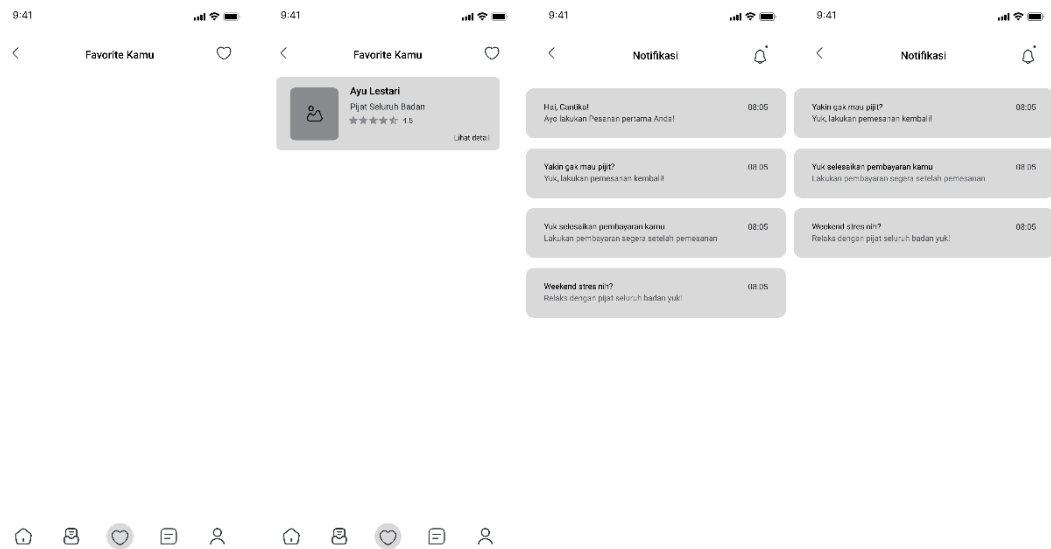 9:41
Favorite Kamu
9:41
Favorite Kamu
Ayu Lestari
Pijat Seluruh Badan
4.5
Lihat detail
9:41
Notifikasi
Hai, Cantika! 08:05
Ayo lakukan Pesanan pertama Anda!
Yakin gak mau pijit? 08:05
Yuk, lakukan pemesanan kembali!
Yuk selesaikan pembayaran kamu 08:05
Lakukan pembayaran segera setelah pemesanan
Weekend stres nih? 08:05
Relaks dengan pijat seluruh badan yuk!
9:41
Notifikasi
Yakin gak mau pijit? 08:05
Yuk, lakukan pemesanan kembali!
Yuk selesaikan pembayaran kamu 08:05
Lakukan pembayaran segera setelah pemesanan
Weekend stres nih? 08:05
Relaks dengan pijat seluruh badan yuk!